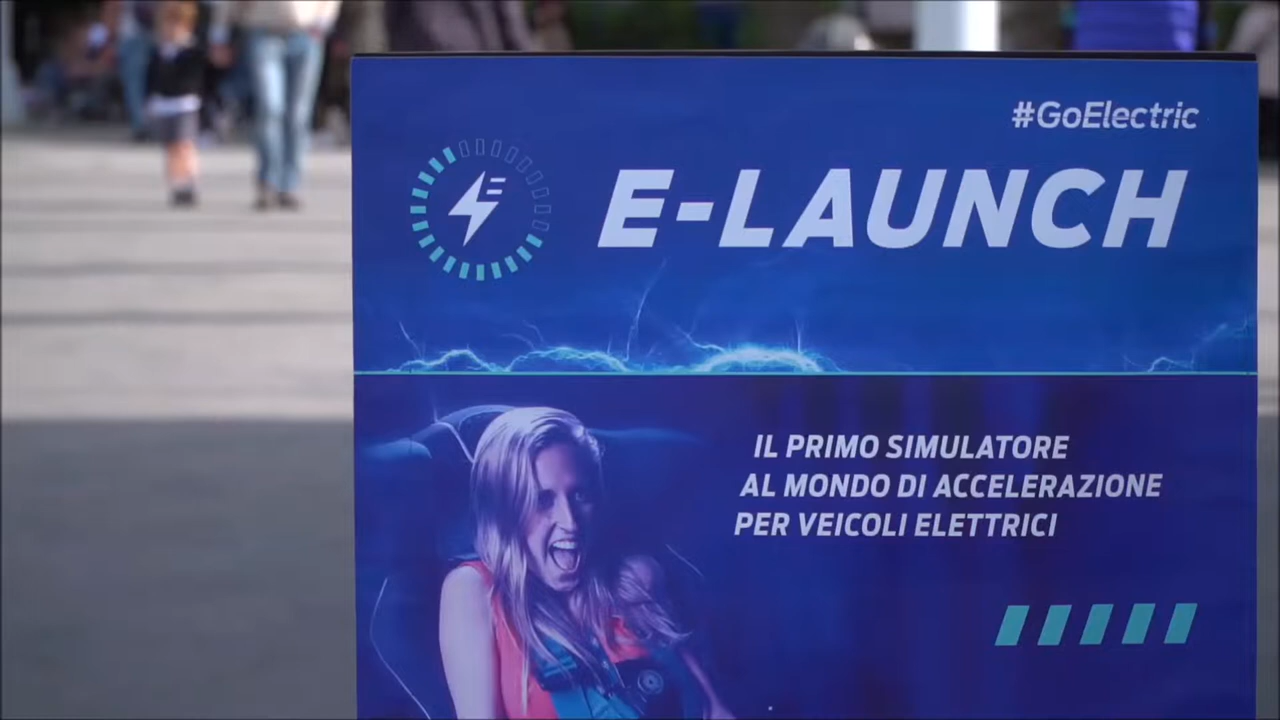 #GoElectric
E-LAUNCH
IL PRIMO SIMULATORE
AL MONDO DI ACCELERAZIONE
PER VEICOLI ELETTRICI